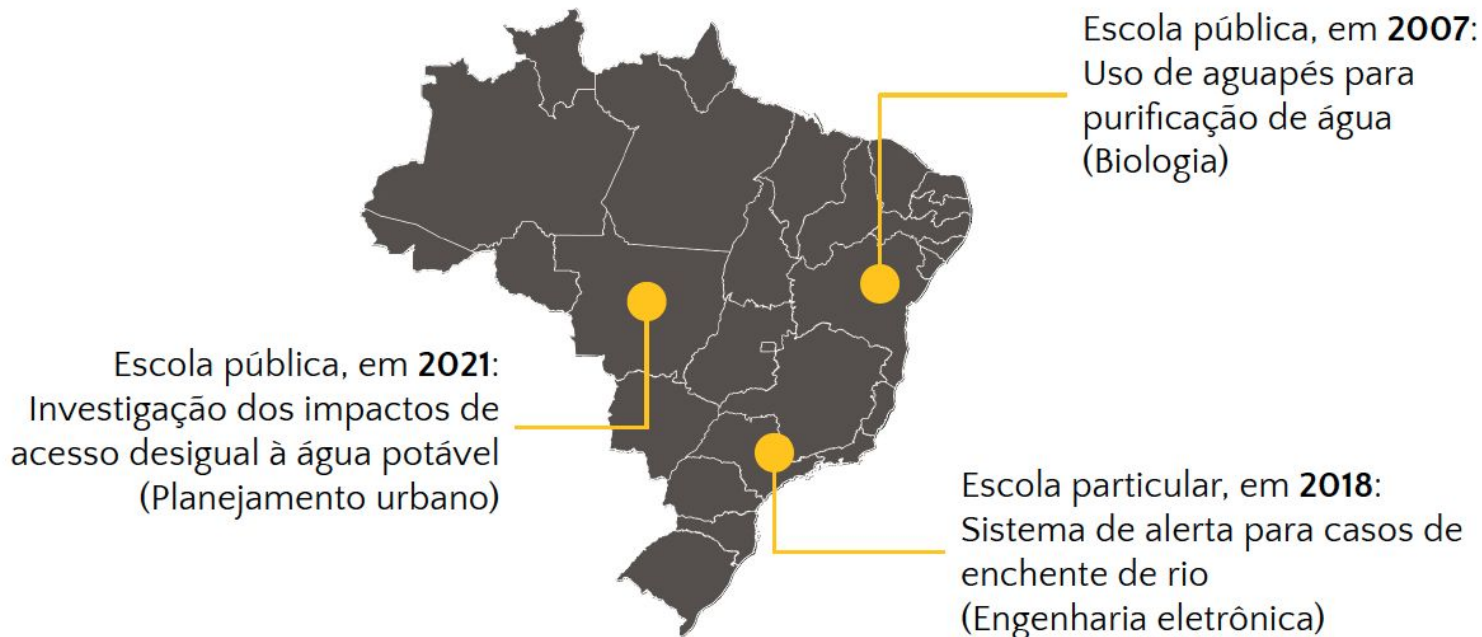 Escola pública, em 2007:
Uso de aguapés para
purificação de água
(Biologia)
Escola pública, em 2021:
Investigação dos impactos de
acesso desigual à água potável
(Planejamento urbano)
Escola particular, em 2018:
Sistema de alerta para casos de
enchente de rio
(Engenharia eletrônica)